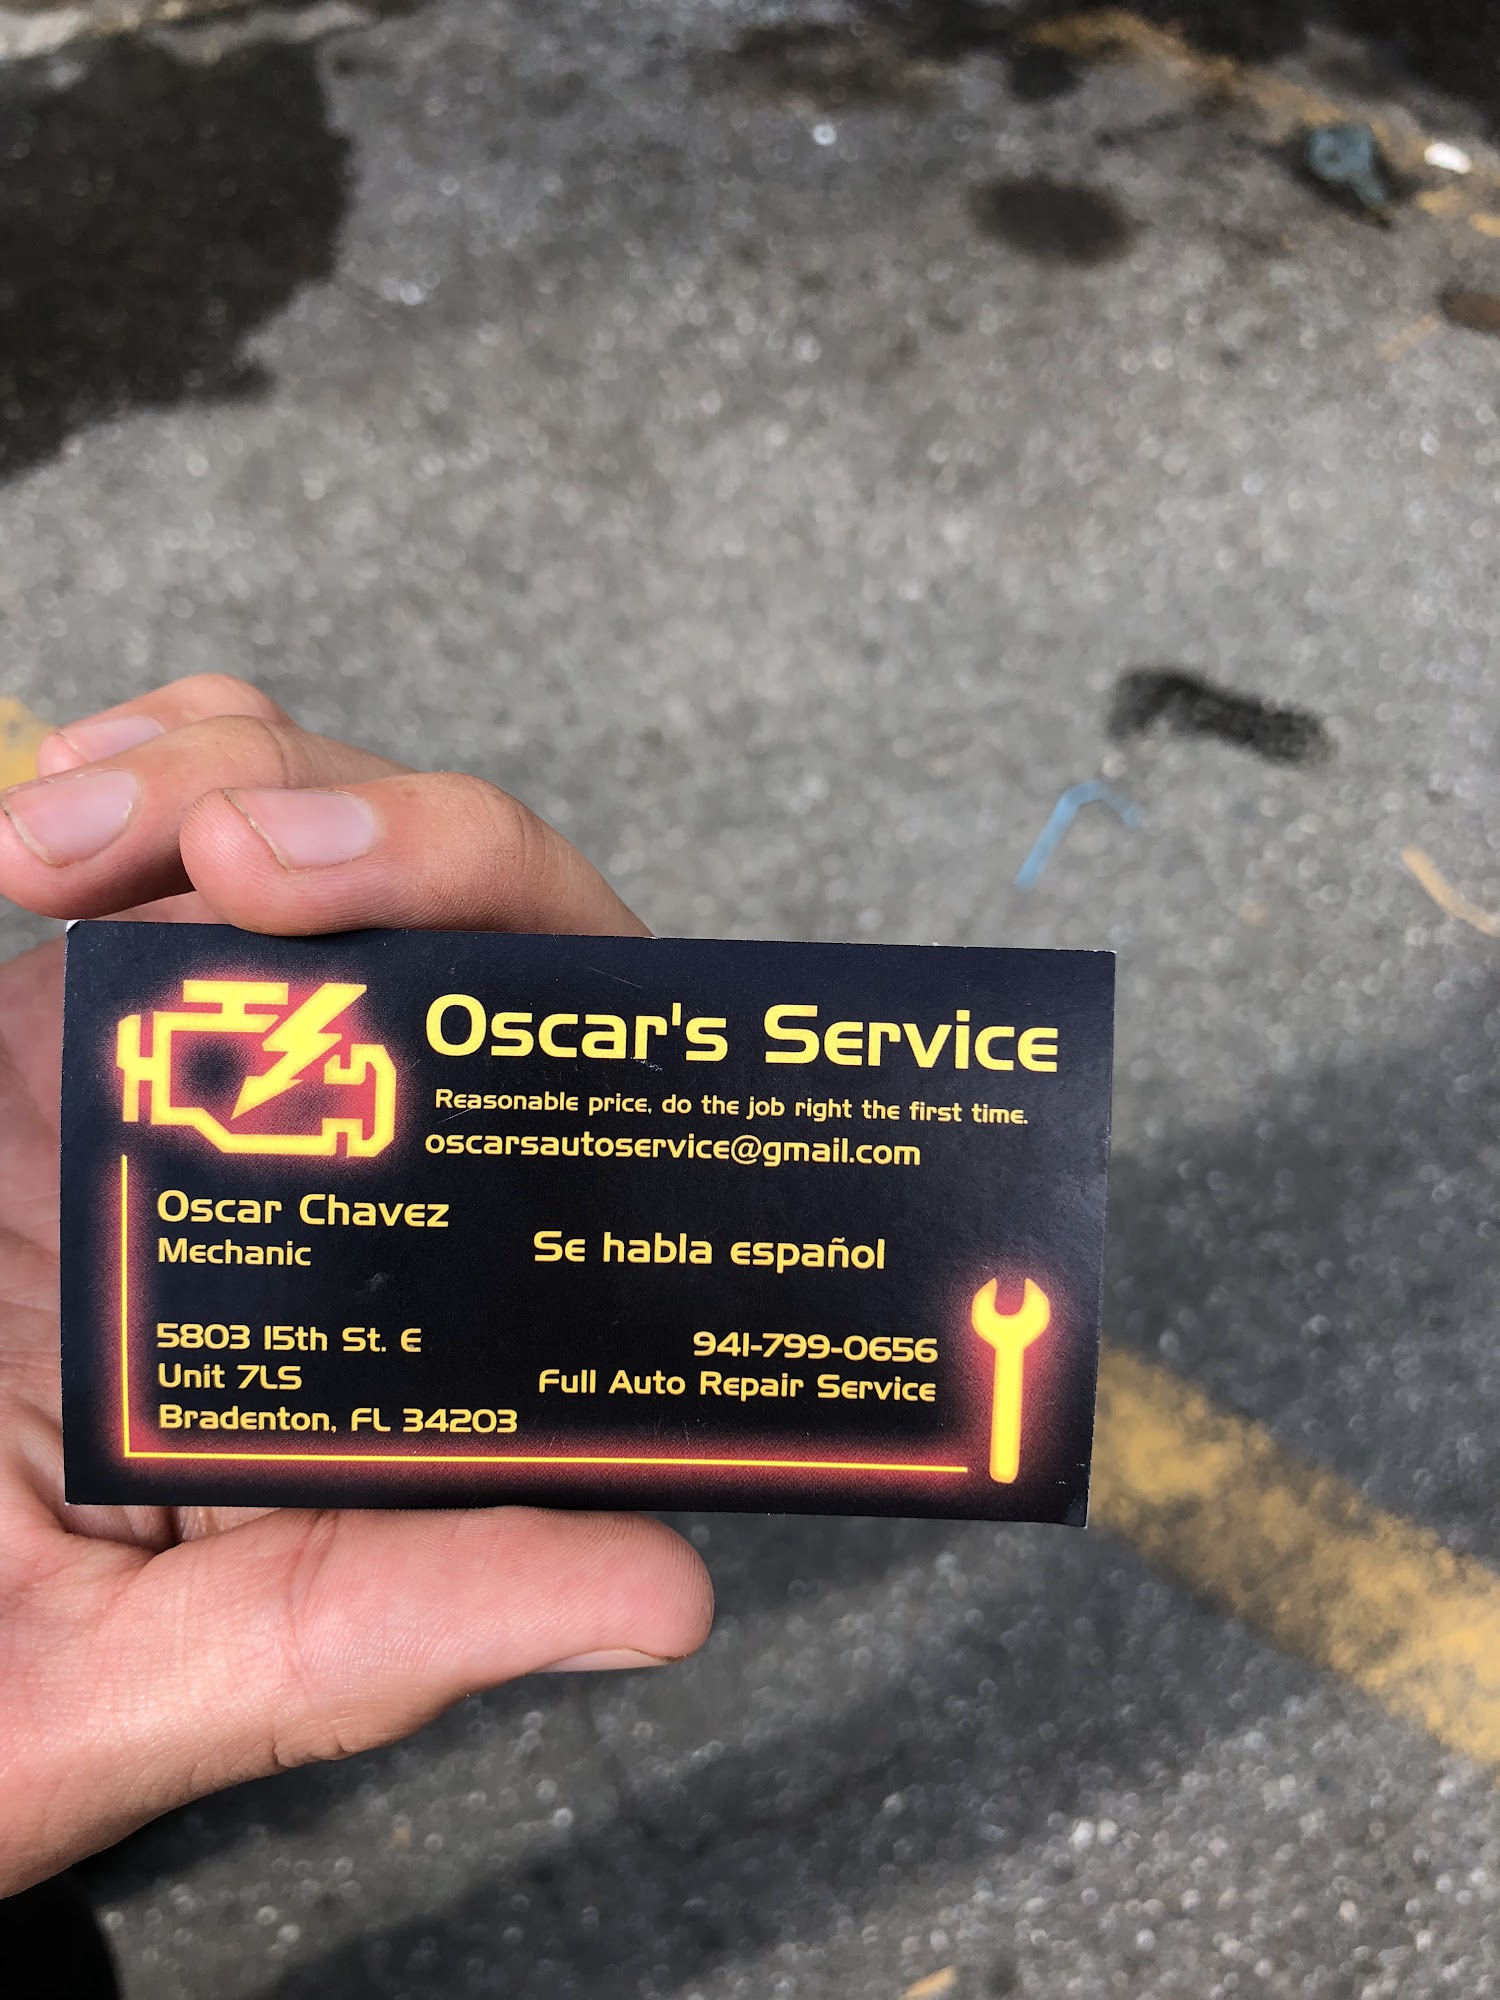 Oscar's Service
Reasonable price, do the job right the first time.
oscarsautoservice@gmail.com
Oscar Chavez
Mechanic
Se habla español
5803 15th St. E
Unit 7LS
Bradenton, FL 34203
941-799-0656
Full Auto Repair Service